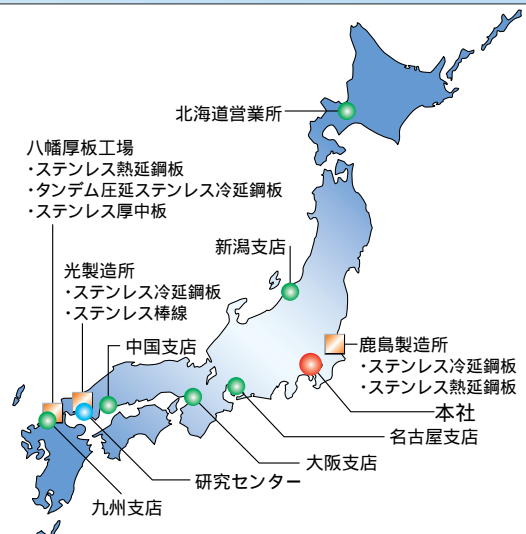 北海道営業所
八幡厚板工場
・ステンレス熱延鋼板
・タンデム圧延ステンレス冷延鋼板
・ステンレス厚中板
新潟支店
光製造所
・ステンレス冷延鋼板
・ステンレス棒線
中国支店
鹿島製造所
・ステンレス冷延鋼板
・ステンレス熱延鋼板
本社
名古屋支店
大阪支店
研究センター
九州支店